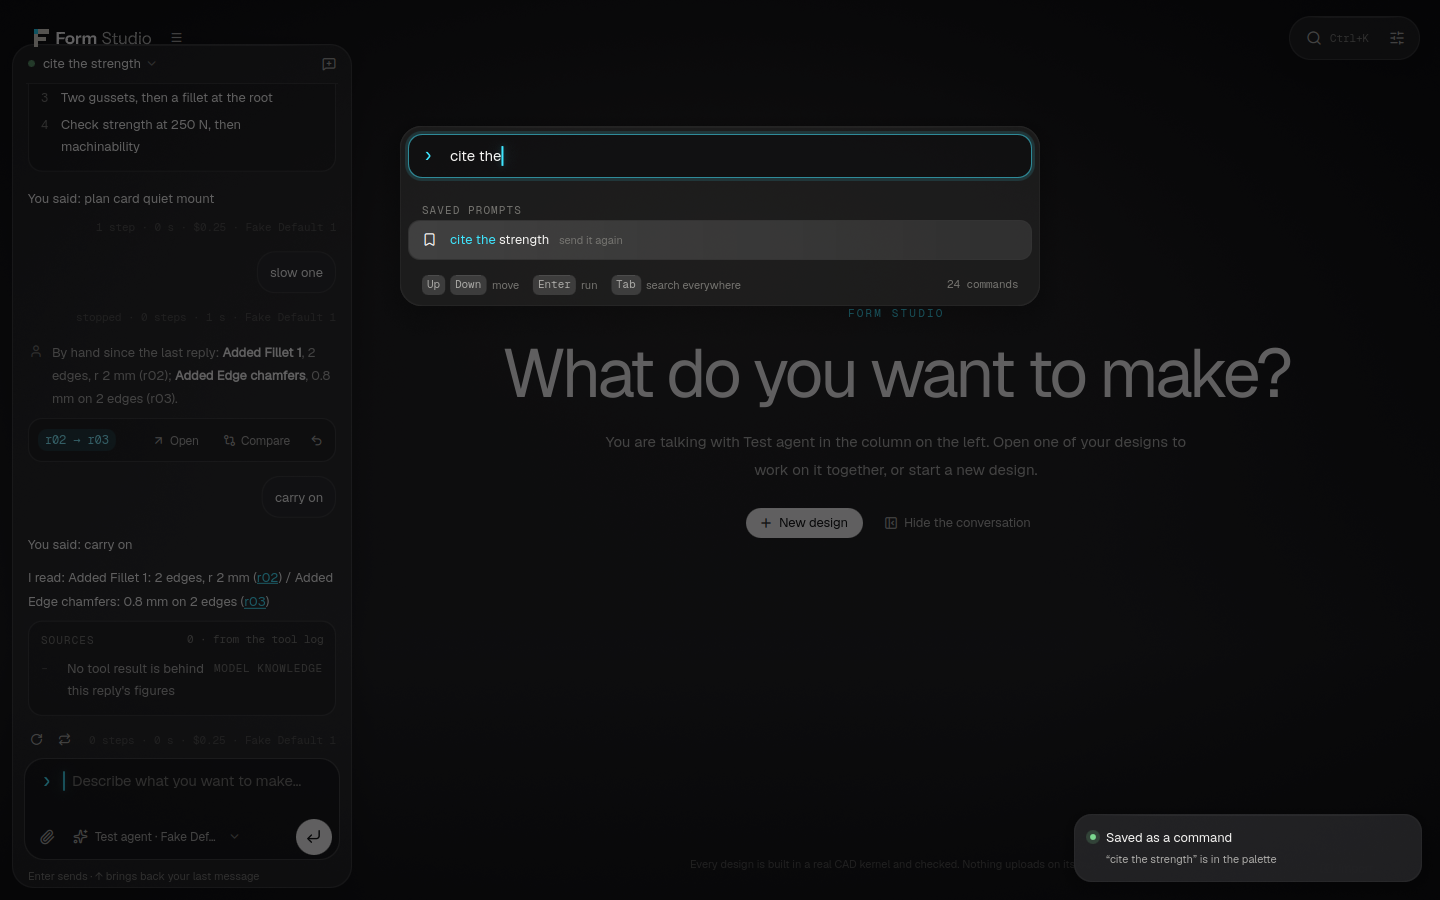 Form Studio
Ctrl+K
cite the strength
3 Two gussets, then a fillet at the root
4 Check strength at 250 N, then
machinability
You said: plan card quiet mount
1 step · 0 s · $0.25 · Fake Default 1
slow one
stopped · 0 steps · 1 s · Fake Default 1
By hand since the last reply: Added Fillet 1, 2
edges, r 2 mm (r02); Added Edge chamfers, 0.8
mm on 2 edges (r03).
r02 → r03 Open Compare
carry on
You said: carry on
I read: Added Fillet 1: 2 edges, r 2 mm (r02) / Added
Edge chamfers: 0.8 mm on 2 edges (r03)
SOURCES 0 · from the tool log
– No tool result is behind MODEL KNOWLEDGE
this reply's figures
0 steps · 0 s · $0.25 · Fake Default 1
Describe what you want to make...
Test agent · Fake Def...
Enter sends · ↑ brings back your last message
cite the
SAVED PROMPTS
cite the strength send it again
Up Down move Enter run Tab search everywhere 24 commands
FORM STUDIO
What do you want to make?
You are talking with Test agent in the column on the left. Open one of your designs to
work on it together, or start a new design.
New design Hide the conversation
Every design is built in a real CAD kernel and checked. Nothing uploads on its
Saved as a command
“cite the strength” is in the palette